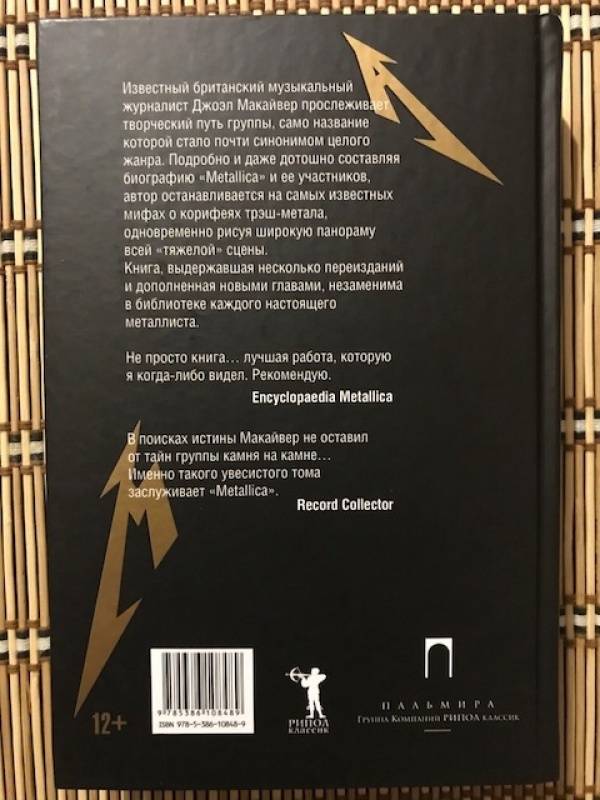 Известный британский музыкальный
журналист Джоэл Макайвер прослеживает
творческий путь группы, само название
которой стало почти синонимом целого
жанра. Подробно и даже дотошно составляя
биографию «Metallica» и ее участников,
автор останавливается на самых известных
мифах о корифеях трэш-метала,
одновременно рисуя широкую панораму
всей "тяжелой" сцены.
Книга, выдержавшая несколько переизданий
и дополненная новыми главами, незаменима
в библиотеке каждого настоящего
металлиста.
Не просто книга... лучшая работа, которую
я когда-либо видел. Рекомендую.
Encyclopaedia Metallica
В поисках истины Макайвер не оставил
от тайн группы камня на камне...
Именно такого увесистого тома
заслуживает «Metallica».
Record Collector
12+
9 785386 108489
ISBN 978-5-386-10848-9
РИПОЛ
КЛАССИК
ПАЛЬМИРА
Группа Компаний РИПОЛ классик